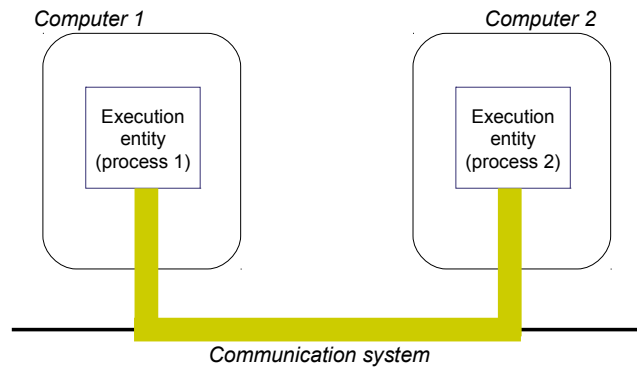 Computer 1
Computer 2
Execution
entity
(process 1)
Execution
entity
(process 2)
Communication system